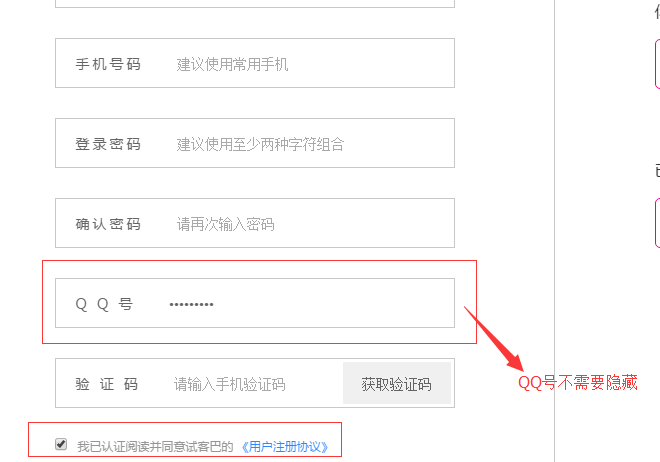 手机号码 建议使用常用手机
登录密码 建议使用至少两种字符组合
确认密码 请再次输入密码
QQ号 •••••••••
验证码 请输入手机验证码 获取验证码
QQ号不需要隐藏
我已认证阅读并同意试客巴的《用户注册协议》